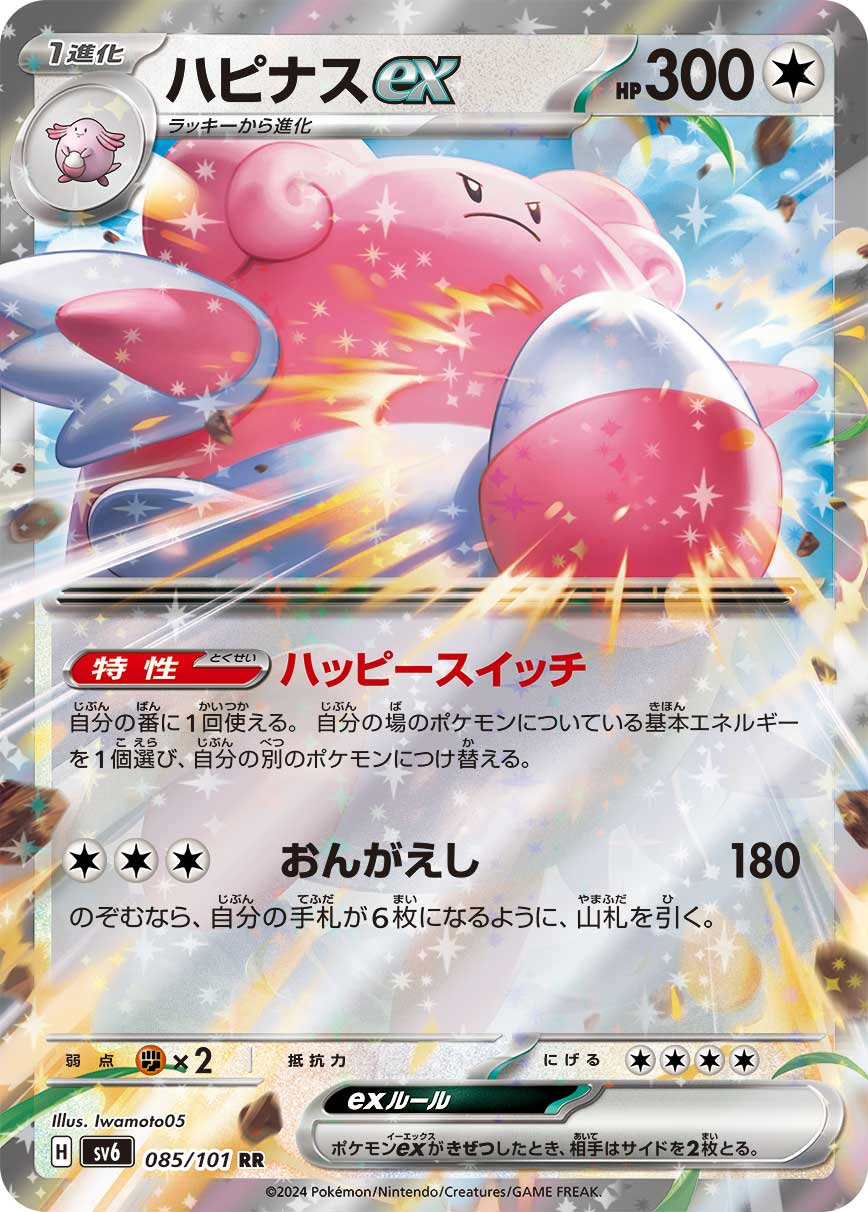 1進化
ハピナスex
HP 300
ラッキーから進化
特性 とくせい ハッピースイッチ
自分の番に1回使える。 自分の場のポケモンについている基本エネルギー
を1個選び、自分の別のポケモンにつけ替える。
おんがえし 180
のぞむなら、自分の手札が6枚になるように、山札を引く。
弱点 ×2 抵抗力 にげる
exルール
ポケモンexがきぜつしたとき、相手はサイドを2枚とる。
Illus. Iwamoto05
H sv6 085/101 RR
©2024 Pokémon/Nintendo/Creatures/GAME FREAK.